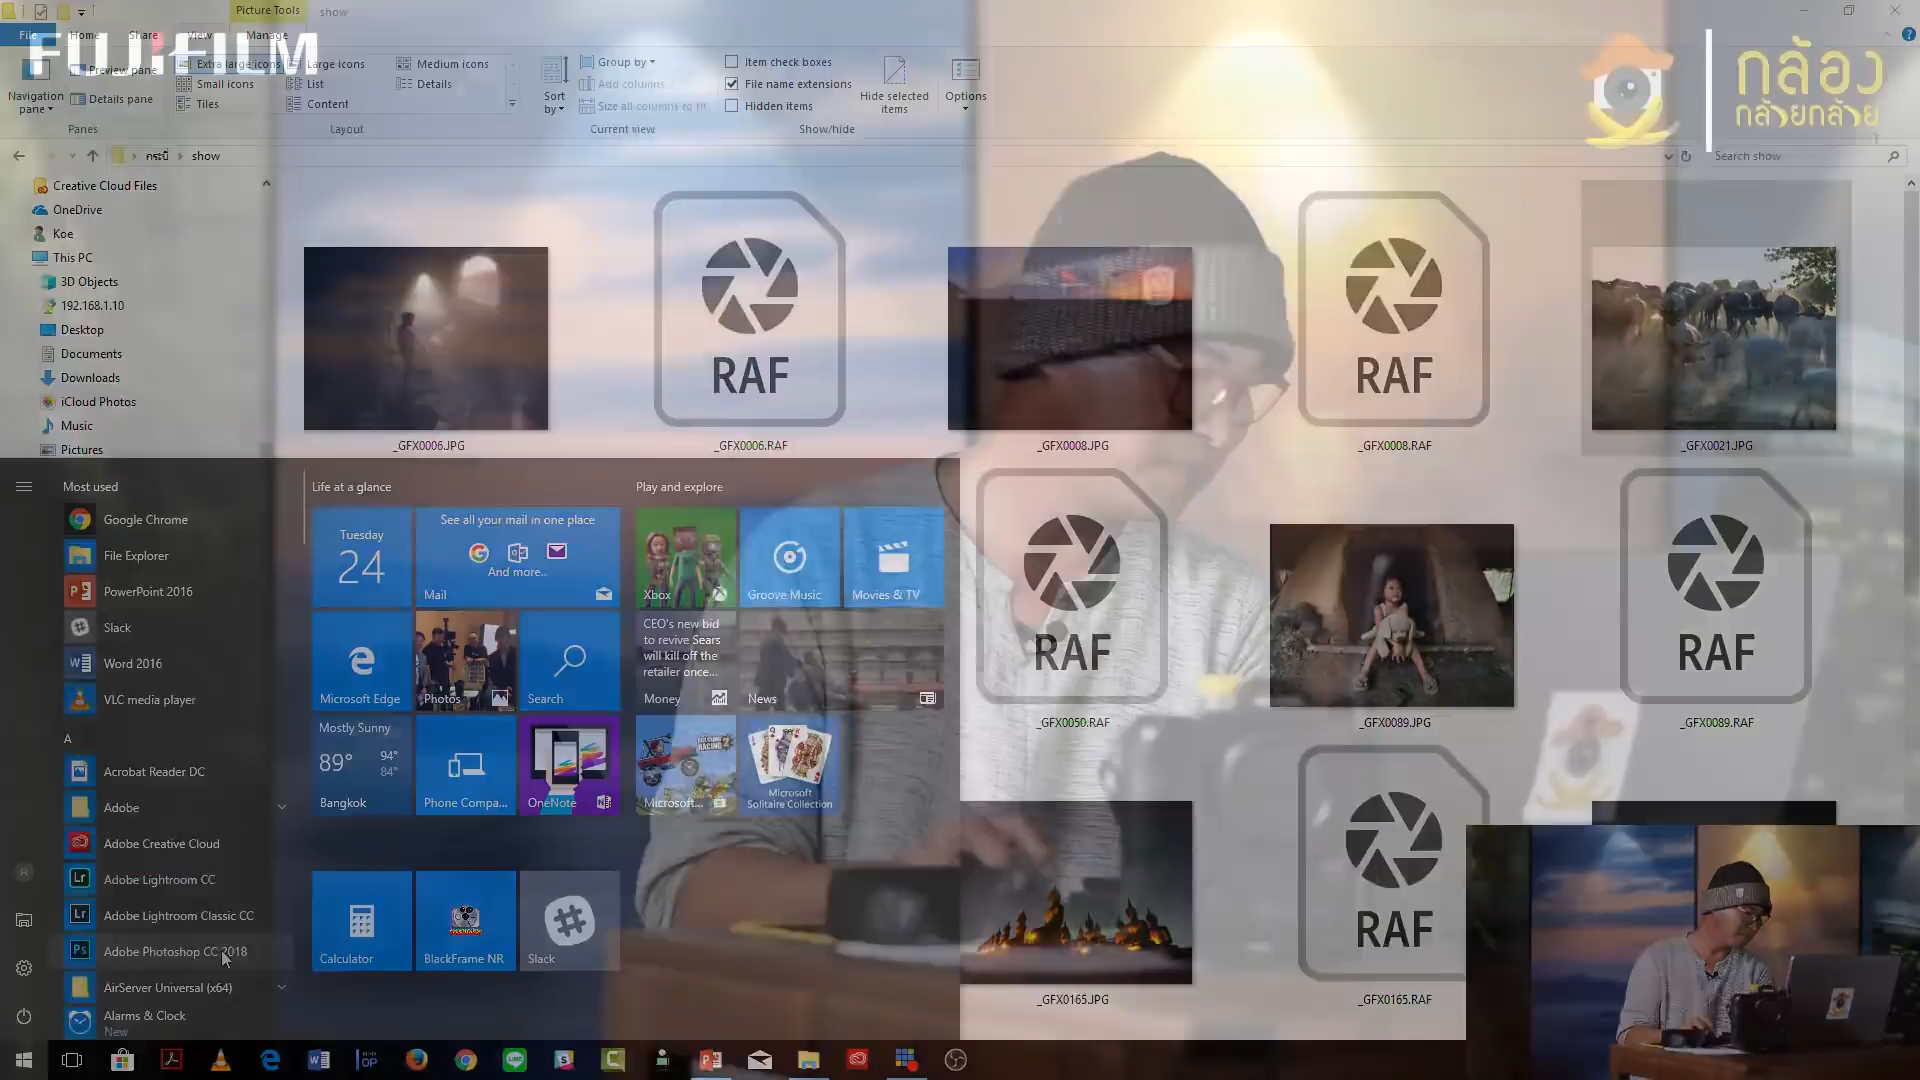 Picture Tools
show
File
Home
Share
View
Manage
FUJIFILM
กล้อง
กล้วยกล้วย
Navigation
pane
Preview pane
Details pane
Extra large icons
Large icons
Medium icons
Small icons
List
Details
Tiles
Content
Sort
by
Group by
Add columns
Size all columns to fit
Item check boxes
File name extensions
Hidden items
Hide selected
items
Options
Panes
Layout
Current view
Show/hide
กระบี่
show
Search show
Creative Cloud Files
OneDrive
Koe
This PC
3D Objects
192.168.1.10
Desktop
Documents
Downloads
iCloud Photos
Music
Pictures
RAF
RAF
_GFX0006.JPG
_GFX0006.RAF
_GFX0008.JPG
_GFX0008.RAF
_GFX0021.JPG
RAF
RAF
_GFX0050.RAF
_GFX0089.JPG
_GFX0089.RAF
RAF
_GFX0165.JPG
_GFX0165.RAF
Most used
Google Chrome
File Explorer
PowerPoint 2016
Slack
Word 2016
VLC media player
A
Acrobat Reader DC
Adobe
Adobe Creative Cloud
Adobe Lightroom CC
Adobe Lightroom Classic CC
Adobe Photoshop CC 2018
AirServer Universal (x64)
Alarms & Clock
New
Life at a glance
Play and explore
Tuesday
24
See all your mail in one place
And more...
Mail
Xbox
Groove Music
Movies & TV
Microsoft Edge
Photos
Search
CEO's new bid
to revive Sears
will kill off the
retailer once...
Money
News
Mostly Sunny
89°
94°
84°
Bangkok
Phone Compa...
OneNote
Microsoft...
Microsoft
Solitaire Collection
Calculator
BlackFrame NR
Slack